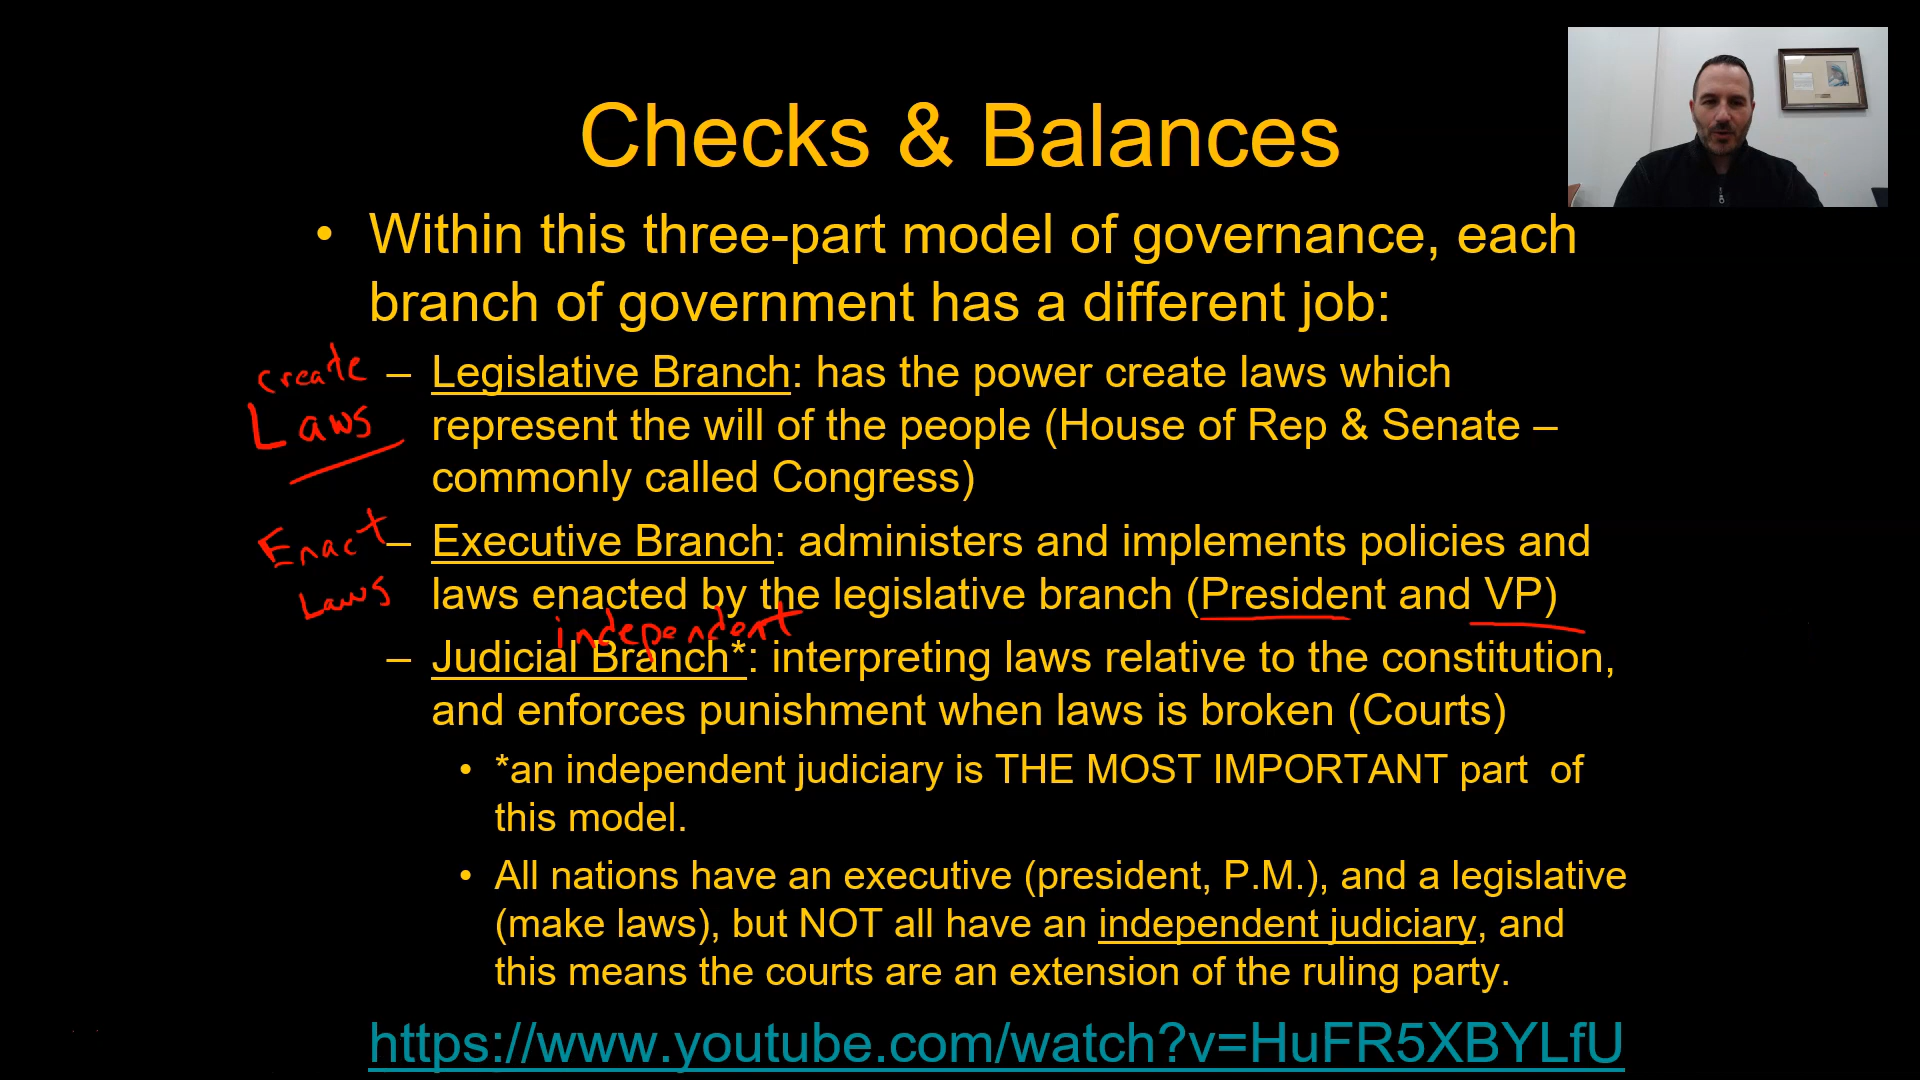 Checks & Balances
• Within this three-part model of governance, each
branch of government has a different job:
create
Laws
– Legislative Branch: has the power create laws which
represent the will of the people (House of Rep & Senate –
commonly called Congress)
Enact
Laws
– Executive Branch: administers and implements policies and
laws enacted by the legislative branch (President and VP)
independent
– Judicial Branch*: interpreting laws relative to the constitution,
and enforces punishment when laws is broken (Courts)
• *an independent judiciary is THE MOST IMPORTANT part of
this model.
• All nations have an executive (president, P.M.), and a legislative
(make laws), but NOT all have an independent judiciary, and
this means the courts are an extension of the ruling party.
https://www.youtube.com/watch?v=HuFR5XBYLfU